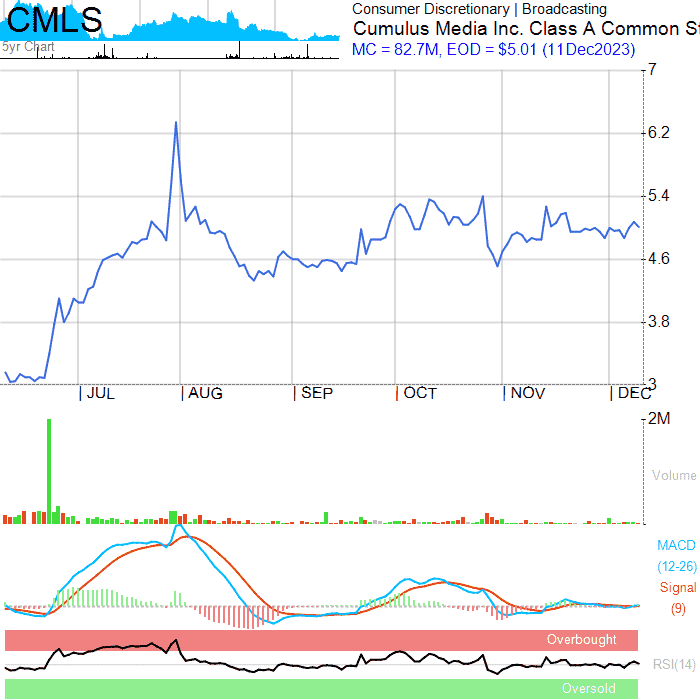 CMLS
5yr Chart
Consumer Discretionary | Broadcasting
Cumulus Media Inc. Class A Common St
MC = 82.7M, EOD = $5.01 (11Dec2023)
7
6.2
5.4
4.6
3.8
3
| JUL | AUG | SEP | OCT | NOV | DEC
2M
Volume
MACD
(12-26)
Signal
(9)
Overbought
RSI(14)
Oversold